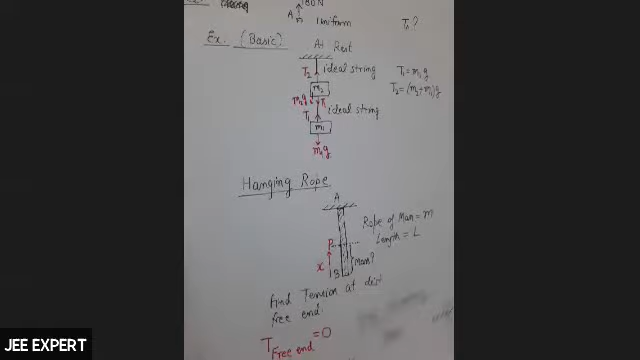 A
Uniform
Ex. (Basic)
At Rest
T₂
ideal string
m₂
m₂g
T₁
T₁
ideal string
m₁
m₁g
T₁ = m₁g
T₂ = (m₂+m₁)g
Hanging Rope
A
P
x
B
Mass?
Rope of Mass = m
Length = L
Find Tension at dist
free end.
T Free end = 0
JEE EXPERT